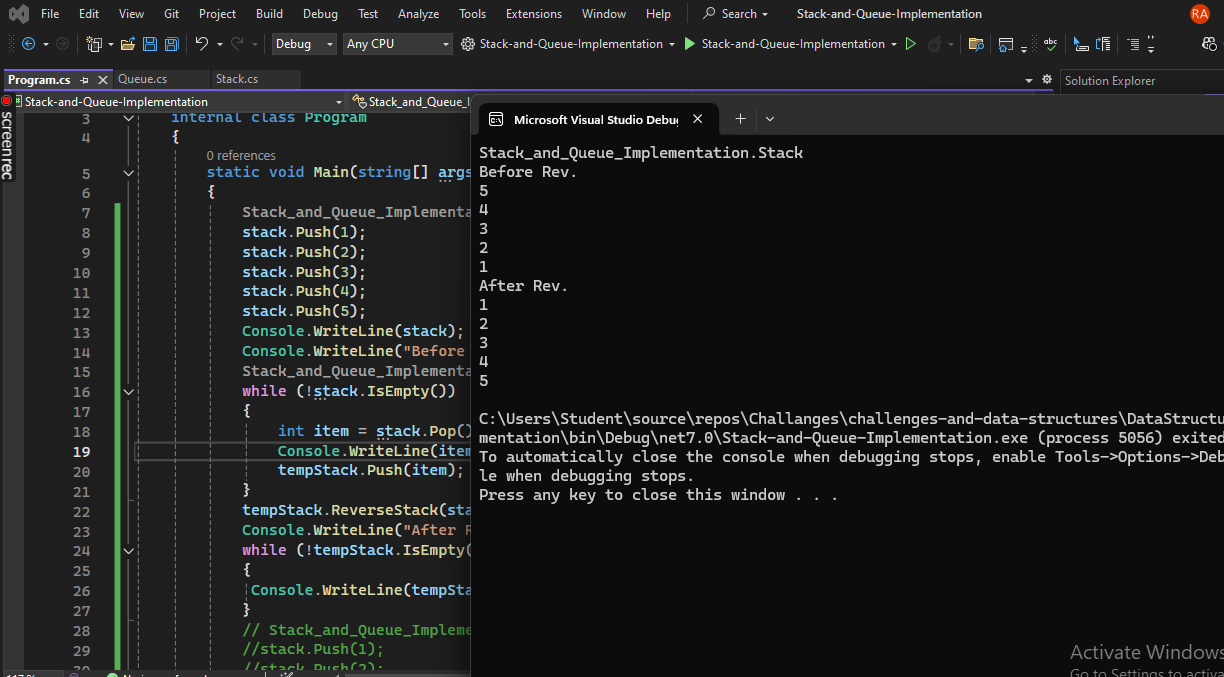 File Edit View Git Project Build Debug Test Analyze Tools Extensions Window Help Search Stack-and-Queue-Implementation RA
Debug Any CPU Stack-and-Queue-Implementation Stack-and-Queue-Implementation
Program.cs Queue.cs Stack.cs Solution Explorer
Stack-and-Queue-Implementation Stack_and_Queue_I
screenrec
3 internal class Program
4 {
0 references
5 static void Main(string[] args
6 {
7 Stack_and_Queue_Implementa
8 stack.Push(1);
9 stack.Push(2);
10 stack.Push(3);
11 stack.Push(4);
12 stack.Push(5);
13 Console.WriteLine(stack);
14 Console.WriteLine("Before
15 Stack_and_Queue_Implementa
16 while (!stack.IsEmpty())
17 {
18 int item = stack.Pop()
19 Console.WriteLine(item
20 tempStack.Push(item);
21 }
22 tempStack.ReverseStack(sta
23 Console.WriteLine("After R
24 while (!tempStack.IsEmpty(
25 {
26 Console.WriteLine(tempSta
27 }
28 // Stack_and_Queue_Impleme
29 //stack.Push(1);
30 //stack.Push(2);
Microsoft Visual Studio Debug
Stack_and_Queue_Implementation.Stack
Before Rev.
5
4
3
2
1
After Rev.
1
2
3
4
5
C:\Users\Student\source\repos\Challanges\challenges-and-data-structures\DataStructu
mentation\bin\Debug\net7.0\Stack-and-Queue-Implementation.exe (process 5056) exited
To automatically close the console when debugging stops, enable Tools->Options->Deb
le when debugging stops.
Press any key to close this window . . .
Activate Windows
Go to Settings to activa